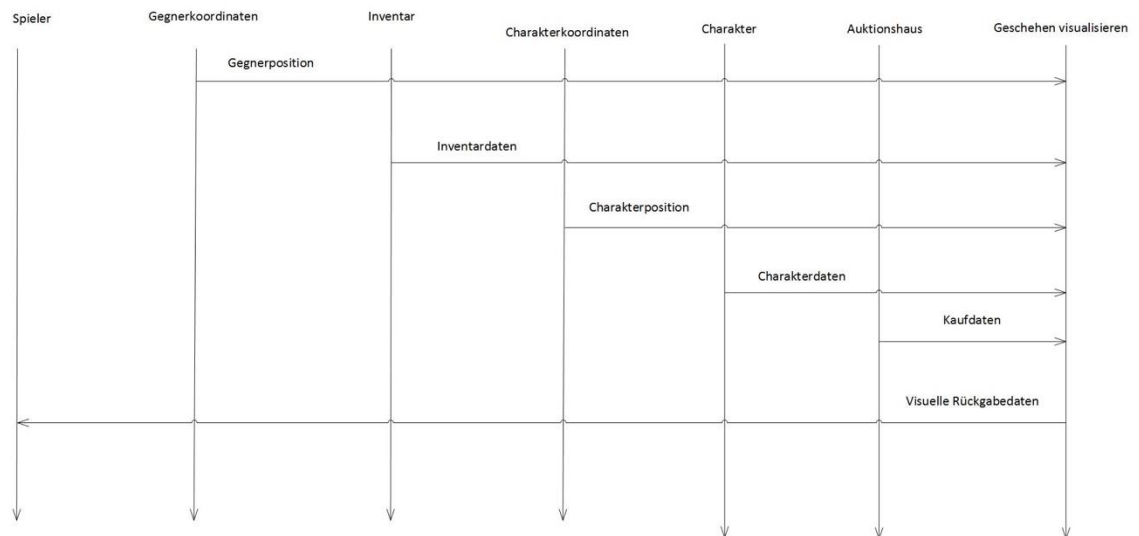 Spieler
Gegnerkoordinaten
Inventar
Charakterkoordinaten
Charakter
Auktionshaus
Geschehen visualisieren
Gegnerposition
Inventardaten
Charakterposition
Charakterdaten
Kaufdaten
Visuelle Rückgabedaten